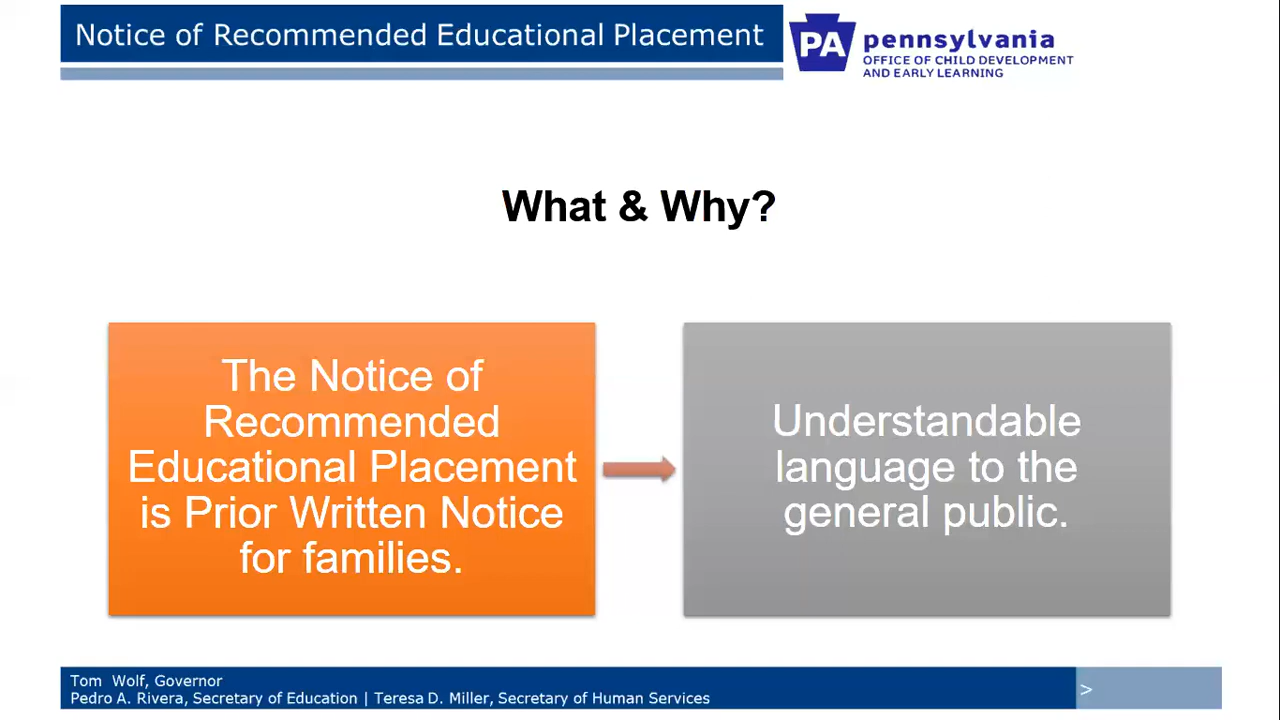 Notice of Recommended Educational Placement
PA
pennsylvania
OFFICE OF CHILD DEVELOPMENT
AND EARLY LEARNING
What & Why?
The Notice of
Recommended
Educational Placement
is Prior Written Notice
for families.
Understandable
language to the
general public.
Tom  Wolf, Governor
Pedro A. Rivera, Secretary of Education | Teresa D. Miller, Secretary of Human Services
>